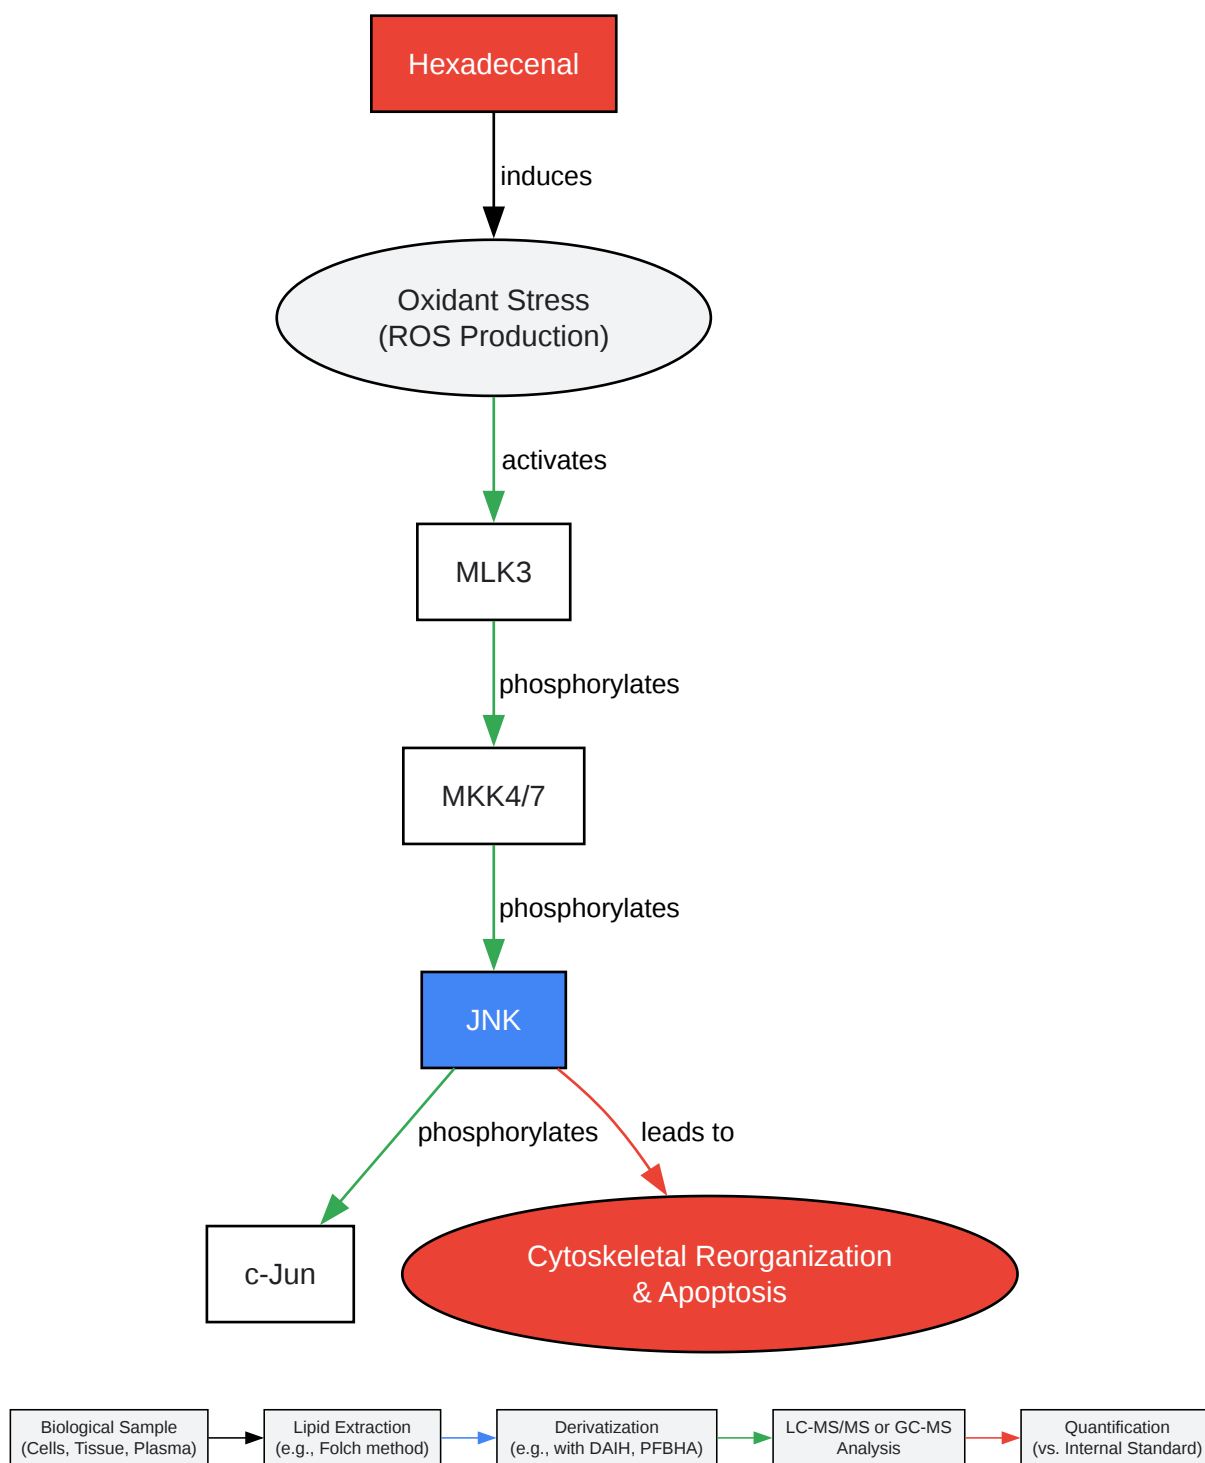 Hexadecenal
induces
Oxidant Stress
(ROS Production)
activates
MLK3
phosphorylates
MKK4/7
phosphorylates
JNK
phosphorylates
leads to
c-Jun
Cytoskeletal Reorganization
& Apoptosis
Biological Sample
(Cells, Tissue, Plasma)
Lipid Extraction
(e.g., Folch method)
Derivatization
(e.g., with DAIH, PFBHA)
LC-MS/MS or GC-MS
Analysis
Quantification
(vs. Internal Standard)